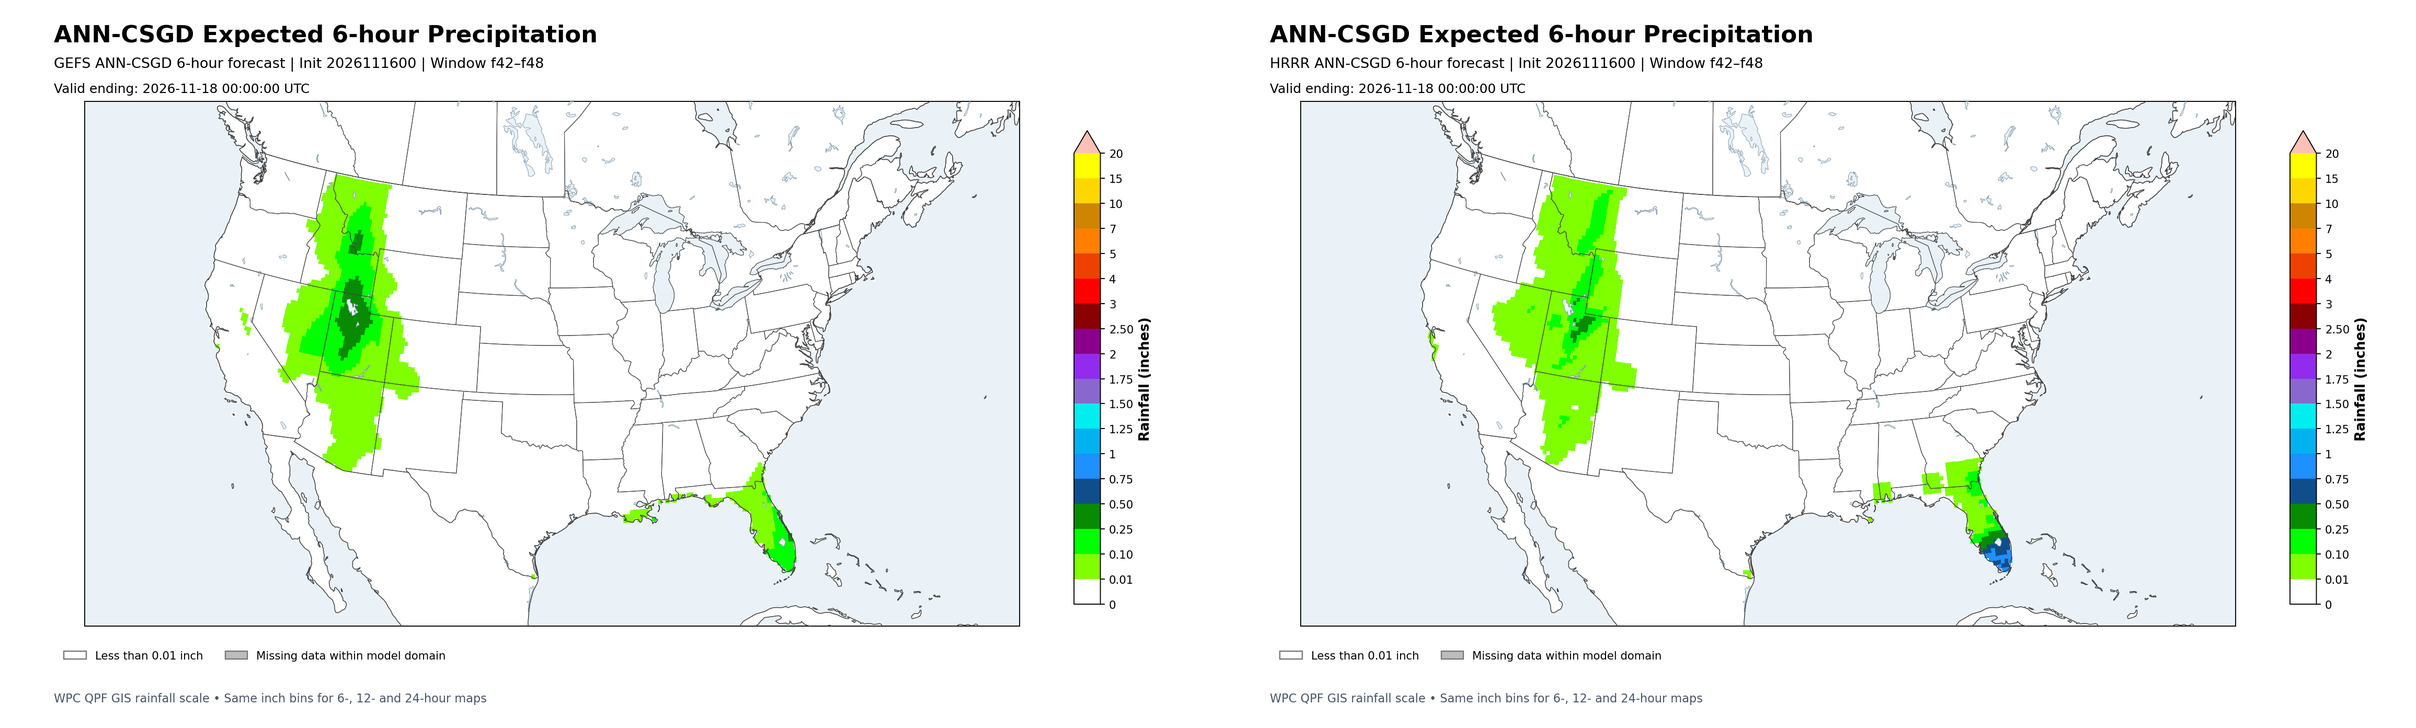 ANN-CSGD Expected 6-hour Precipitation
GEFS ANN-CSGD 6-hour forecast | Init 2026111600 | Window f42–f48
Valid ending: 2026-11-18 00:00:00 UTC
20
15
10
7
5
4
3
2.50
2
1.75
1.50
1.25
1
0.75
0.50
0.25
0.10
0.01
0
Rainfall (inches)
Less than 0.01 inch
Missing data within model domain
WPC QPF GIS rainfall scale • Same inch bins for 6-, 12- and 24-hour maps
ANN-CSGD Expected 6-hour Precipitation
HRRR ANN-CSGD 6-hour forecast | Init 2026111600 | Window f42–f48
Valid ending: 2026-11-18 00:00:00 UTC
20
15
10
7
5
4
3
2.50
2
1.75
1.50
1.25
1
0.75
0.50
0.25
0.10
0.01
0
Rainfall (inches)
Less than 0.01 inch
Missing data within model domain
WPC QPF GIS rainfall scale • Same inch bins for 6-, 12- and 24-hour maps